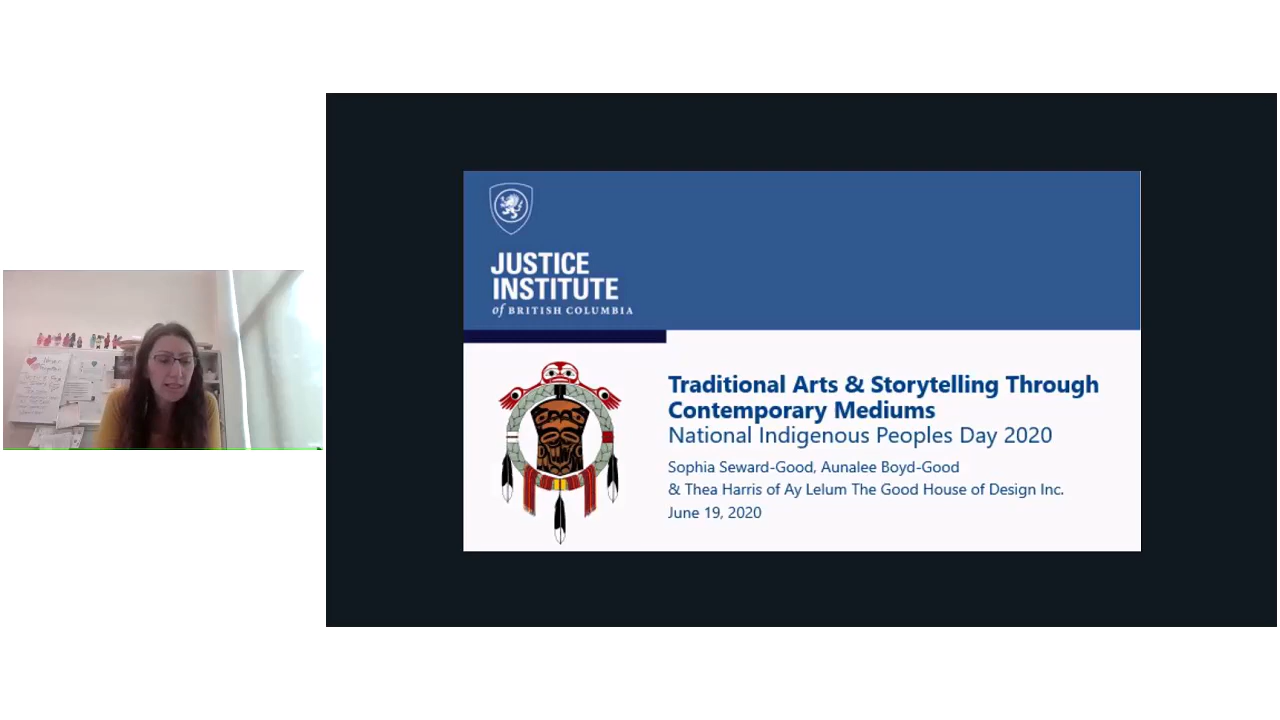 JUSTICE
INSTITUTE
of BRITISH COLUMBIA
Traditional Arts & Storytelling Through
Contemporary Mediums
National Indigenous Peoples Day 2020
Sophia Seward-Good, Aunalee Boyd-Good
& Thea Harris of Ay Lelum The Good House of Design Inc.
June 19, 2020